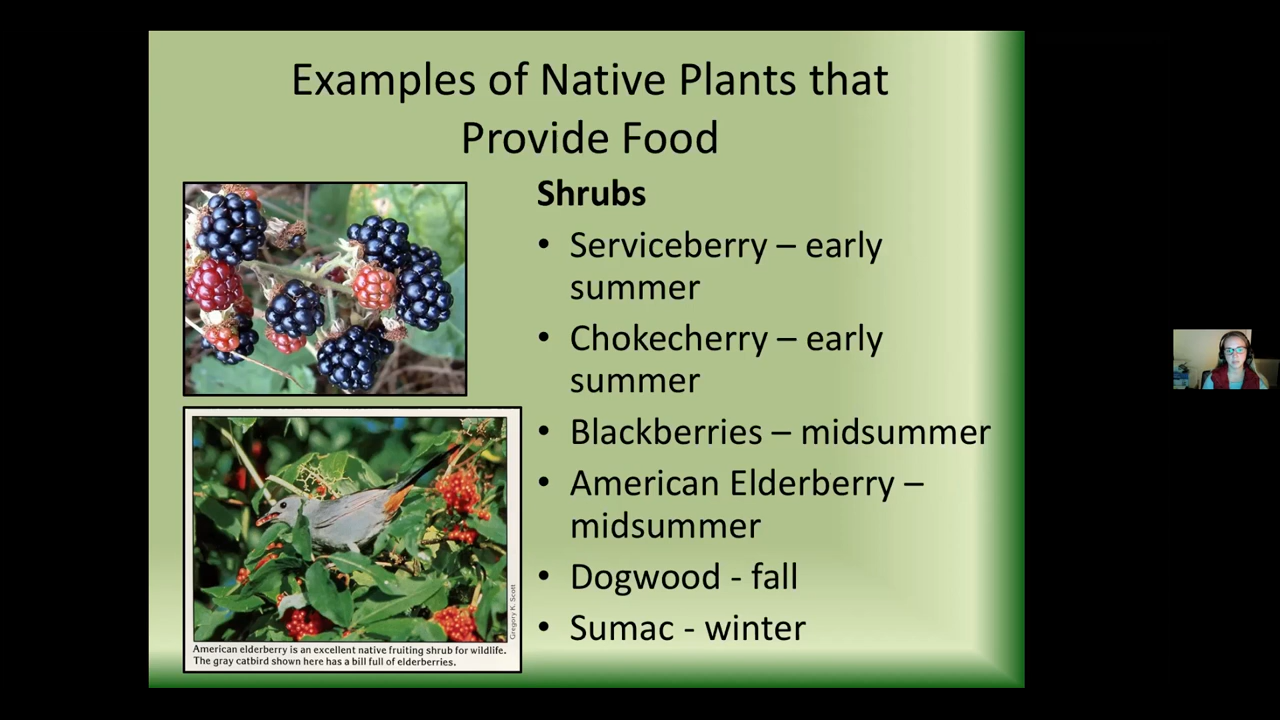 Examples of Native Plants that
Provide Food
Shrubs
• Serviceberry – early
summer
• Chokecherry – early
summer
• Blackberries – midsummer
• American Elderberry –
midsummer
• Dogwood - fall
• Sumac - winter
Gregory K. Scott
American elderberry is an excellent native fruiting shrub for wildlife.
The gray catbird shown here has a bill full of elderberries.